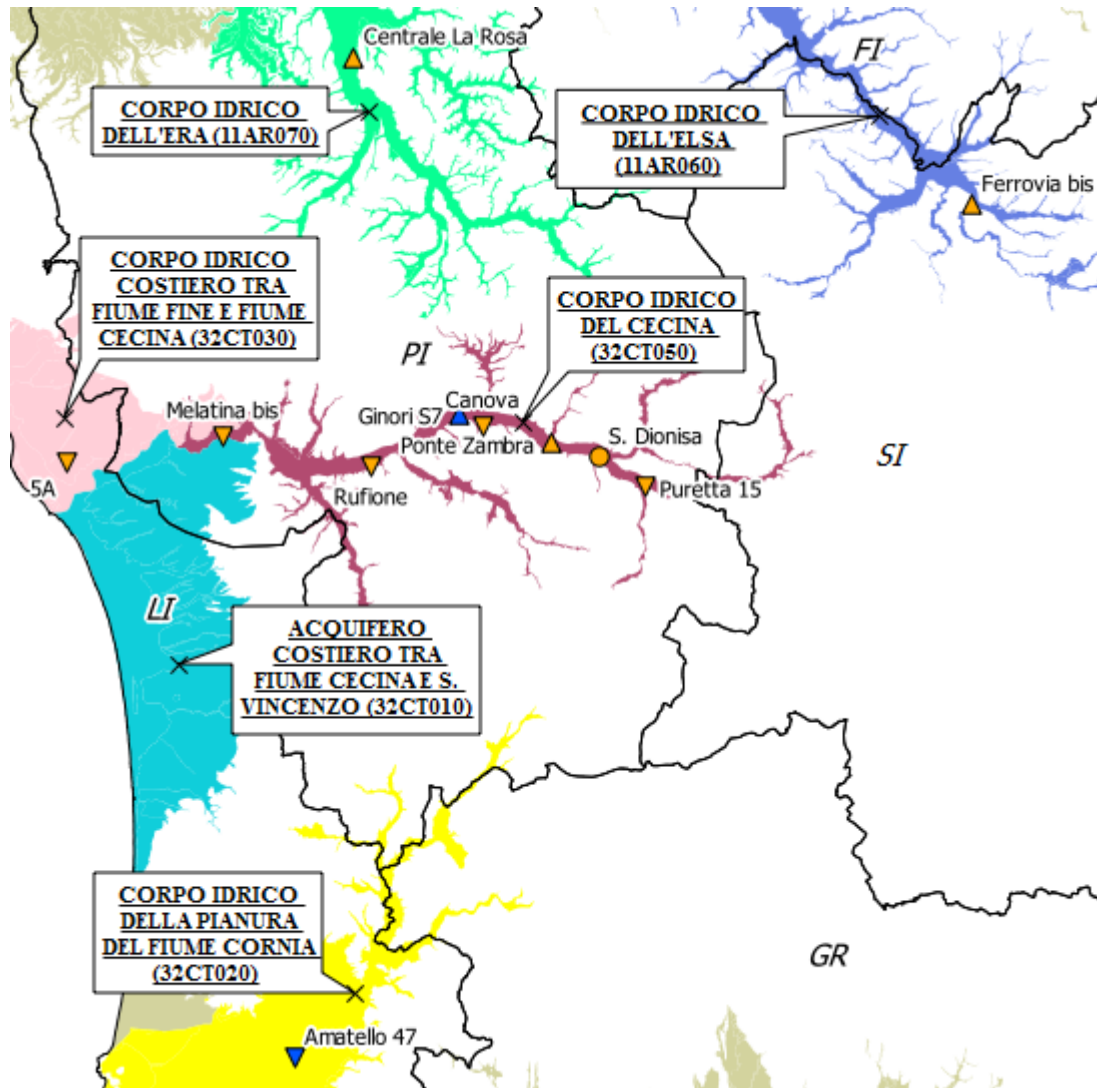 Centrale La Rosa
FI
CORPO IDRICO
DELL'ERA (11AR070)
CORPO IDRICO
DELL'ELSA
(11AR060)
Ferrovia bis
CORPO IDRICO
COSTIERO TRA
FIUME FINE E FIUME
CECINA (32CT030)
CORPO IDRICO
DEL CECINA
(32CT050)
PI
Melatina bis
Canova
Ginori S7
Ponte Zambra
S. Dionisa
SI
5A
Rufione
Puretta 15
LI
ACQUIFERO
COSTIERO TRA
FIUME CECINA E S.
VINCENZO (32CT010)
CORPO IDRICO
DELLA PIANURA
DEL FIUME CORNIA
(32CT020)
GR
Amatello 47